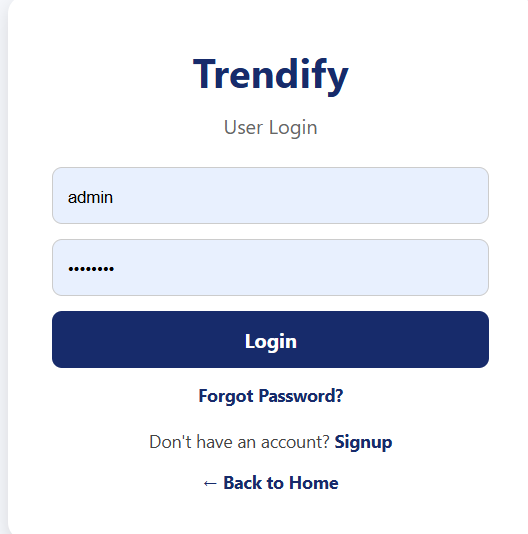 Trendify
User Login
admin
••••••••
Login
Forgot Password?
Don't have an account? Signup
← Back to Home